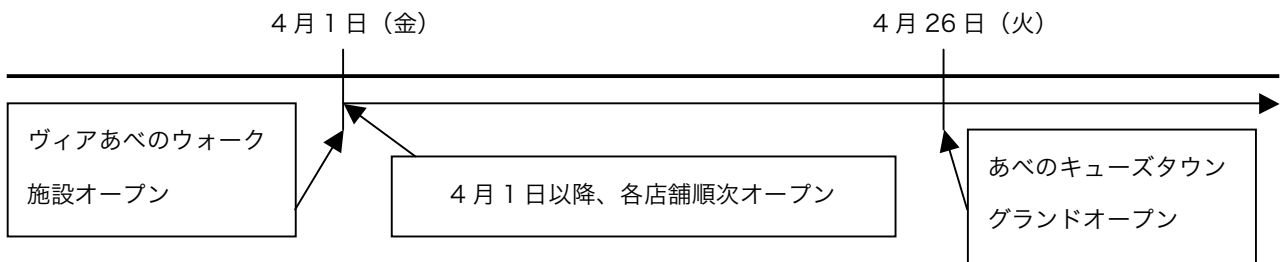 4月1日（金）
4月26日（火）
ヴィアあべのウォーク
施設オープン
4月1日以降、各店舗順次オープン
あべのキューズタウン
グランドオープン